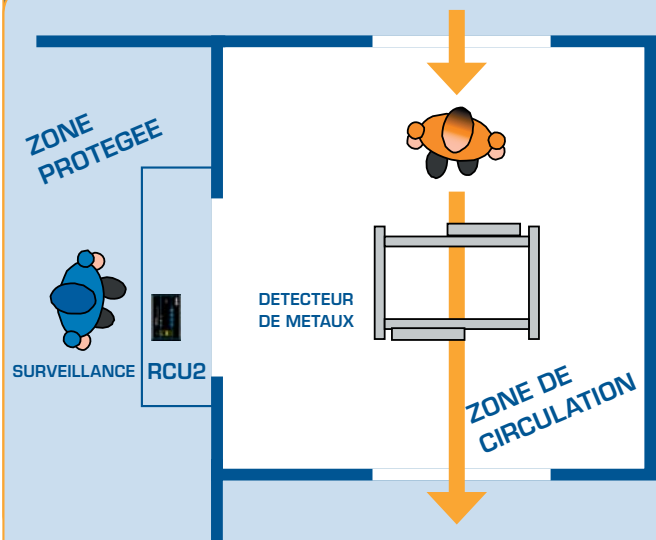 ZONE
PROTEGEE
DETECTEUR
DE METAUX
SURVEILLANCE
RCU2
ZONE DE
CIRCULATION